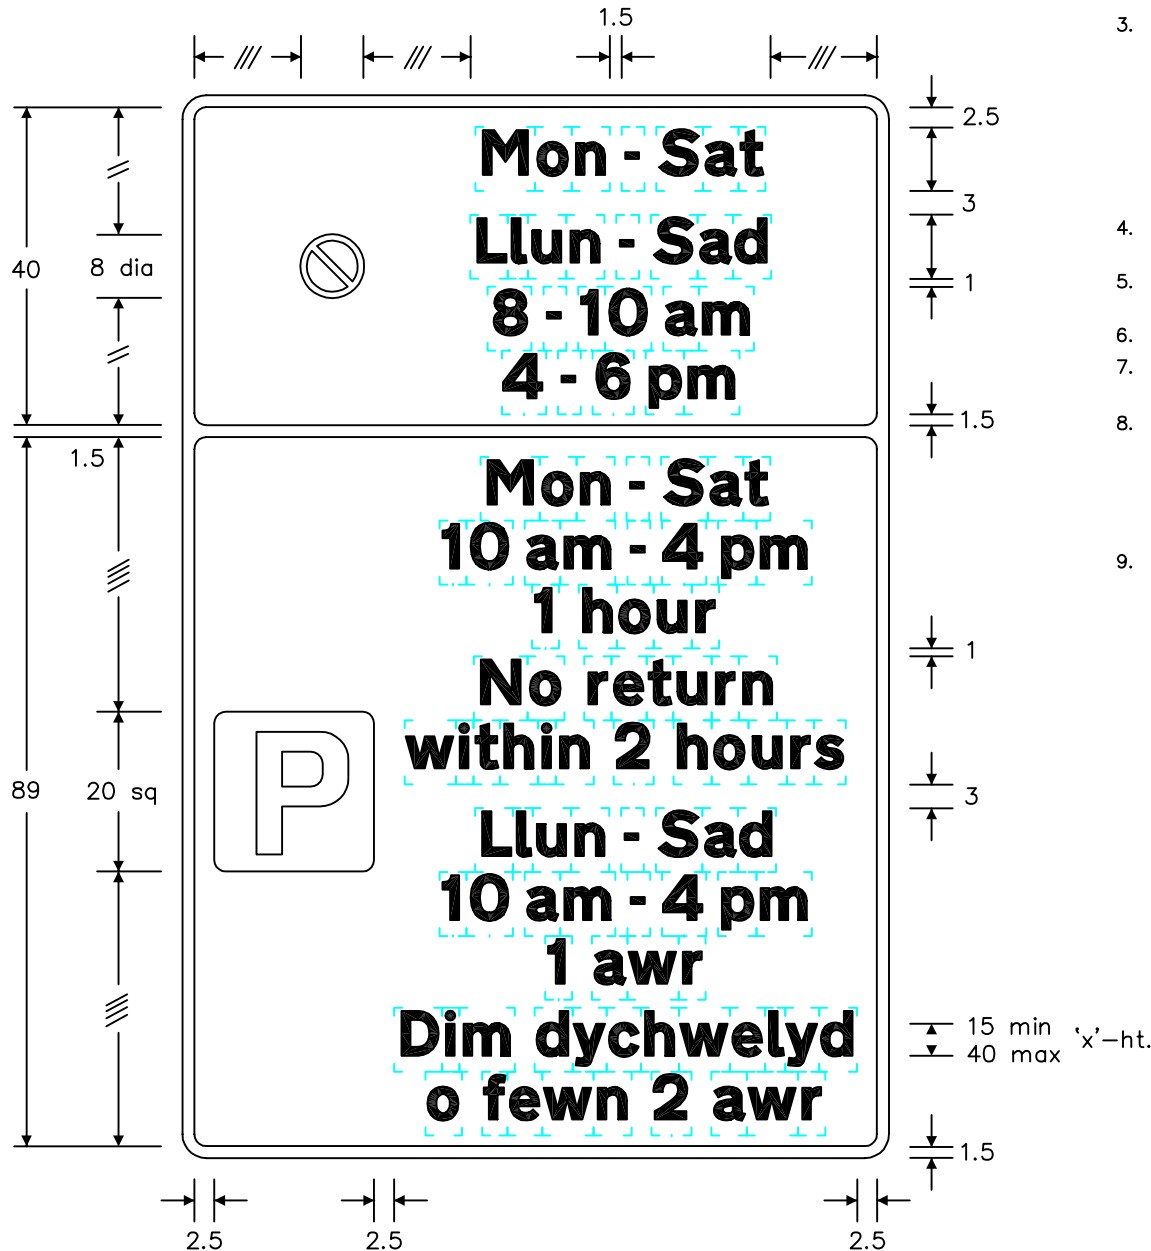 1.5
3.
2.5
Mon - Sat
3
Llun - Sad
4.
40
8 dia
1
5.
8 - 10 am
6.
4 - 6 pm
7.
1.5
8.
1.5
Mon - Sat
10 am - 4 pm
9.
1 hour
1
No return
within 2 hours
89
20 sq
P
3
Llun - Sad
10 am - 4 pm
1 awr
Dim dychwelyd
15 min
40 max
'x'-ht.
o fewn 2 awr
1.5
2.5
2.5
2.5